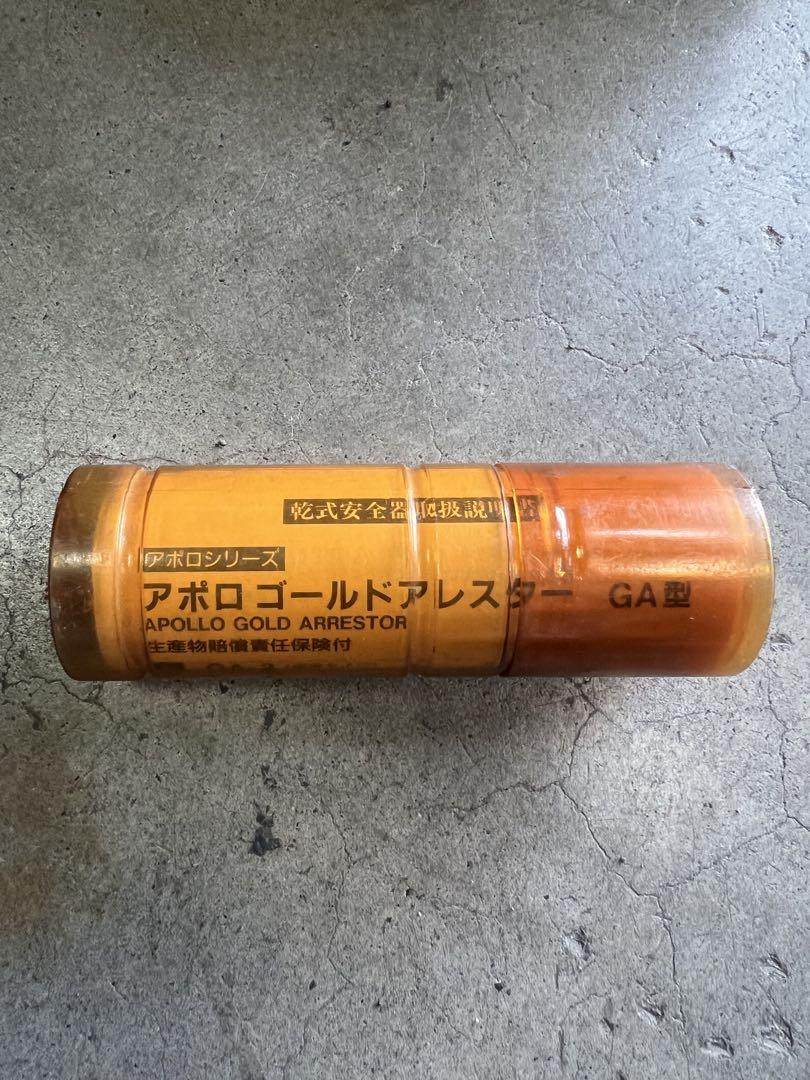 乾式安全器取扱説明書
アポロシリーズ
アポロ ゴールドアレスター GA型
APOLLO GOLD ARRESTOR
生産物賠償責任保険付